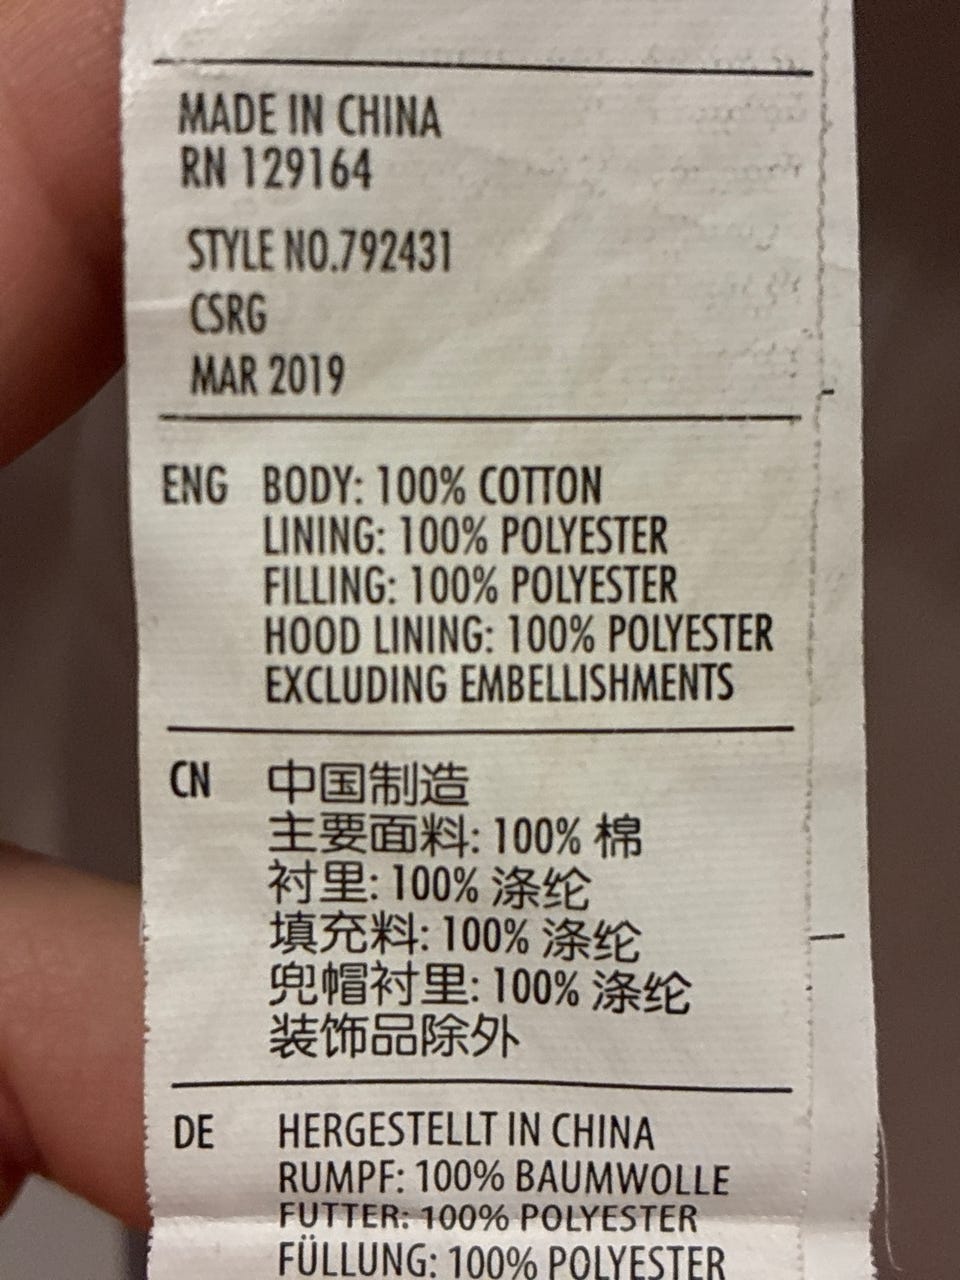 MADE IN CHINA
RN 129164
STYLE NO.792431
CSRG
MAR 2019
ENG BODY: 100% COTTON
LINING: 100% POLYESTER
FILLING: 100% POLYESTER
HOOD LINING: 100% POLYESTER
EXCLUDING EMBELLISHMENTS
CN 中国制造
主要面料: 100% 棉
衬里: 100% 涤纶
填充料: 100% 涤纶
兜帽衬里: 100% 涤纶
装饰品除外
DE HERGESTELLT IN CHINA
RUMPF: 100% BAUMWOLLE
FUTTER: 100% POLYESTER
FÜLLUNG: 100% POLYESTER